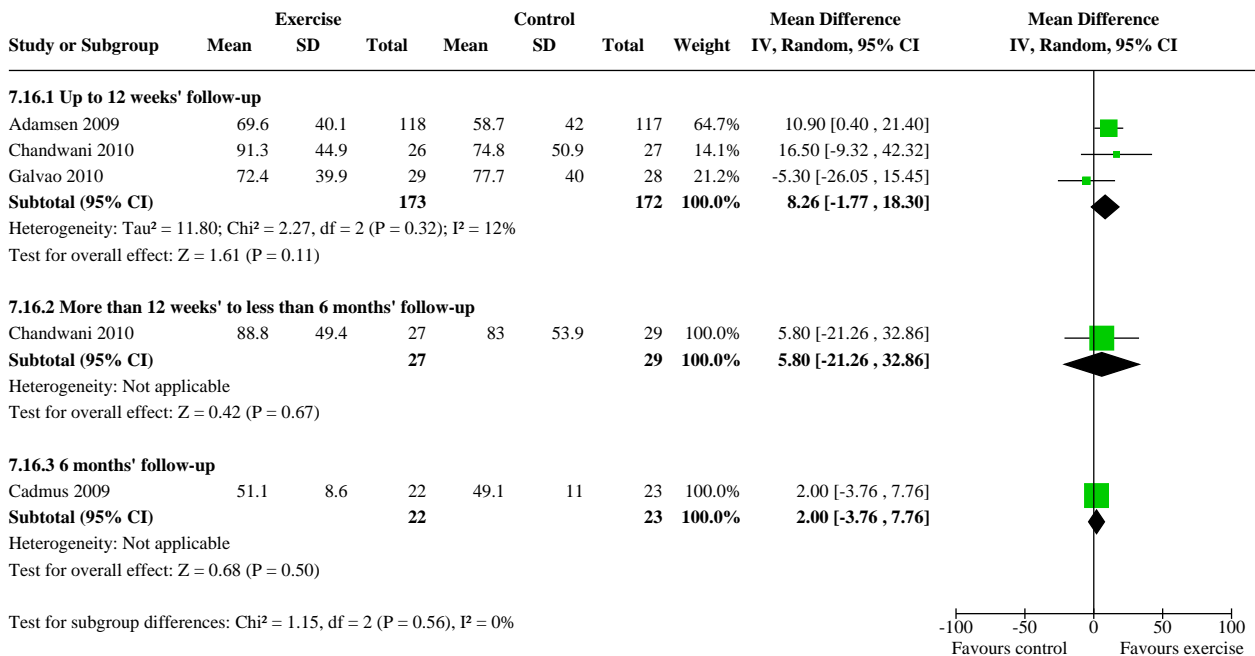 Exercise Control Mean Difference Mean Difference
Study or Subgroup Mean SD Total Mean SD Total Weight IV, Random, 95% CI IV, Random, 95% CI
7.16.1 Up to 12 weeks' follow-up
Adamsen 2009 69.6 40.1 118 58.7 42 117 64.7% 10.90 [0.40 , 21.40]
Chandwani 2010 91.3 44.9 26 74.8 50.9 27 14.1% 16.50 [-9.32 , 42.32]
Galvao 2010 72.4 39.9 29 77.7 40 28 21.2% -5.30 [-26.05 , 15.45]
Subtotal (95% CI) 173 172 100.0% 8.26 [-1.77 , 18.30]
Heterogeneity: Tau² = 11.80; Chi² = 2.27, df = 2 (P = 0.32); I² = 12%
Test for overall effect: Z = 1.61 (P = 0.11)
7.16.2 More than 12 weeks' to less than 6 months' follow-up
Chandwani 2010 88.8 49.4 27 83 53.9 29 100.0% 5.80 [-21.26 , 32.86]
Subtotal (95% CI) 27 29 100.0% 5.80 [-21.26 , 32.86]
Heterogeneity: Not applicable
Test for overall effect: Z = 0.42 (P = 0.67)
7.16.3 6 months' follow-up
Cadmus 2009 51.1 8.6 22 49.1 11 23 100.0% 2.00 [-3.76 , 7.76]
Subtotal (95% CI) 22 23 100.0% 2.00 [-3.76 , 7.76]
Heterogeneity: Not applicable
Test for overall effect: Z = 0.68 (P = 0.50)
Test for subgroup differences: Chi² = 1.15, df = 2 (P = 0.56), I² = 0%
-100 -50 0 50 100
Favours control Favours exercise